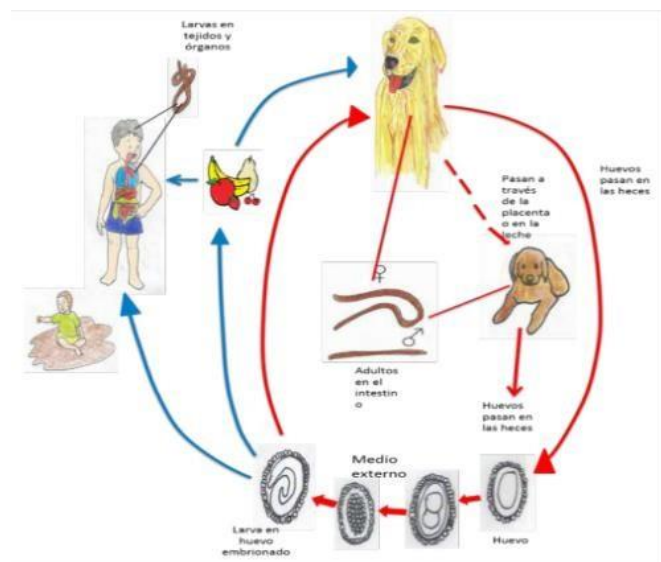 Larvas en
tejidos y
órganos
Huevos
pasan en
las heces
Pasan a
través
de la
placenta
o en la
leche
♀
♂
Adultos
en el
intestin
o
Huevos
pasan en
las heces
Medio
externo
Larva en
huevo
embrionado
Huevo